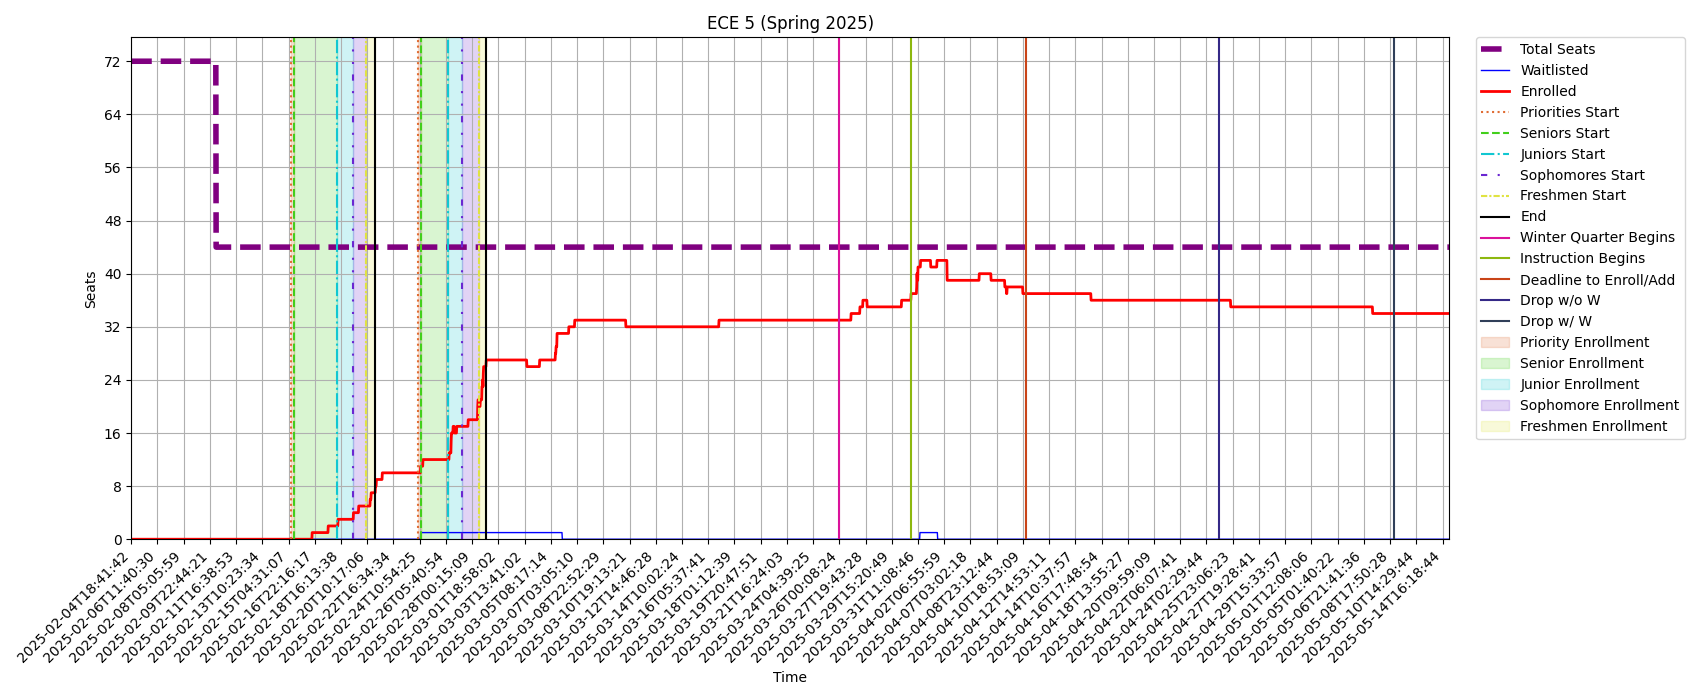 ECE 5 (Spring 2025)
Seats
72
64
56
48
40
32
24
16
8
0
2025-02-04T18:41:42
2025-02-06T11:40:30
2025-02-08T05:05:59
2025-02-09T22:44:21
2025-02-11T16:38:53
2025-02-13T10:23:34
2025-02-15T04:31:07
2025-02-16T22:16:17
2025-02-18T16:13:38
2025-02-20T10:17:06
2025-02-22T16:34:34
2025-02-24T10:54:25
2025-02-26T05:40:54
2025-02-28T00:15:09
2025-03-01T18:58:02
2025-03-03T13:41:02
2025-03-05T08:17:14
2025-03-07T03:05:10
2025-03-08T22:52:29
2025-03-10T19:13:21
2025-03-12T14:46:28
2025-03-14T10:02:24
2025-03-16T05:37:41
2025-03-18T01:12:39
2025-03-19T20:47:51
2025-03-21T16:24:03
2025-03-24T04:39:25
2025-03-26T00:08:24
2025-03-27T19:43:28
2025-03-29T15:20:49
2025-03-31T11:08:46
2025-04-02T06:55:59
2025-04-07T03:02:18
2025-04-08T23:12:44
2025-04-10T18:53:09
2025-04-12T14:53:11
2025-04-14T10:37:57
2025-04-16T17:48:54
2025-04-18T13:55:27
2025-04-20T09:59:09
2025-04-22T06:07:41
2025-04-24T02:29:44
2025-04-25T23:06:23
2025-04-27T19:28:41
2025-04-29T15:33:57
2025-05-01T12:08:06
2025-05-05T01:40:22
2025-05-06T21:41:36
2025-05-08T17:50:28
2025-05-10T14:29:44
2025-05-14T16:18:44
Time
Total Seats
Waitlisted
Enrolled
Priorities Start
Seniors Start
Juniors Start
Sophomores Start
Freshmen Start
End
Winter Quarter Begins
Instruction Begins
Deadline to Enroll/Add
Drop w/o W
Drop w/ W
Priority Enrollment
Senior Enrollment
Junior Enrollment
Sophomore Enrollment
Freshmen Enrollment